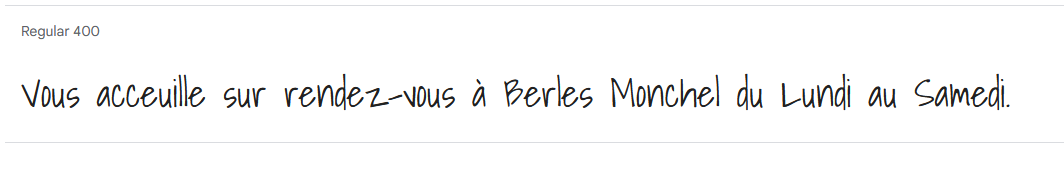 Regular 400
Vous acceuille sur rendez-vous à Berles Monchel du Lundi au Samedi.